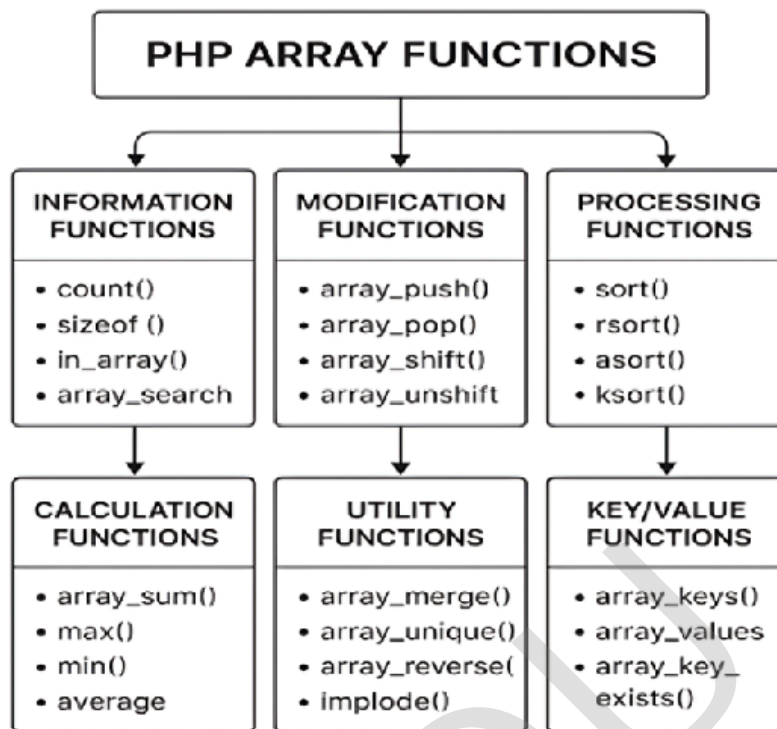 PHP ARRAY FUNCTIONS
INFORMATION
FUNCTIONS
• count()
• sizeof ()
• in_array()
• array_search
MODIFICATION
FUNCTIONS
• array_push()
• array_pop()
• array_shift()
• array_unshift
PROCESSING
FUNCTIONS
• sort()
• rsort()
• asort()
• ksort()
CALCULATION
FUNCTIONS
• array_sum()
• max()
• min()
• average
UTILITY
FUNCTIONS
• array_merge()
• array_unique()
• array_reverse(
• implode()
KEY/VALUE
FUNCTIONS
• array_keys()
• array_values
• array_key_
exists()